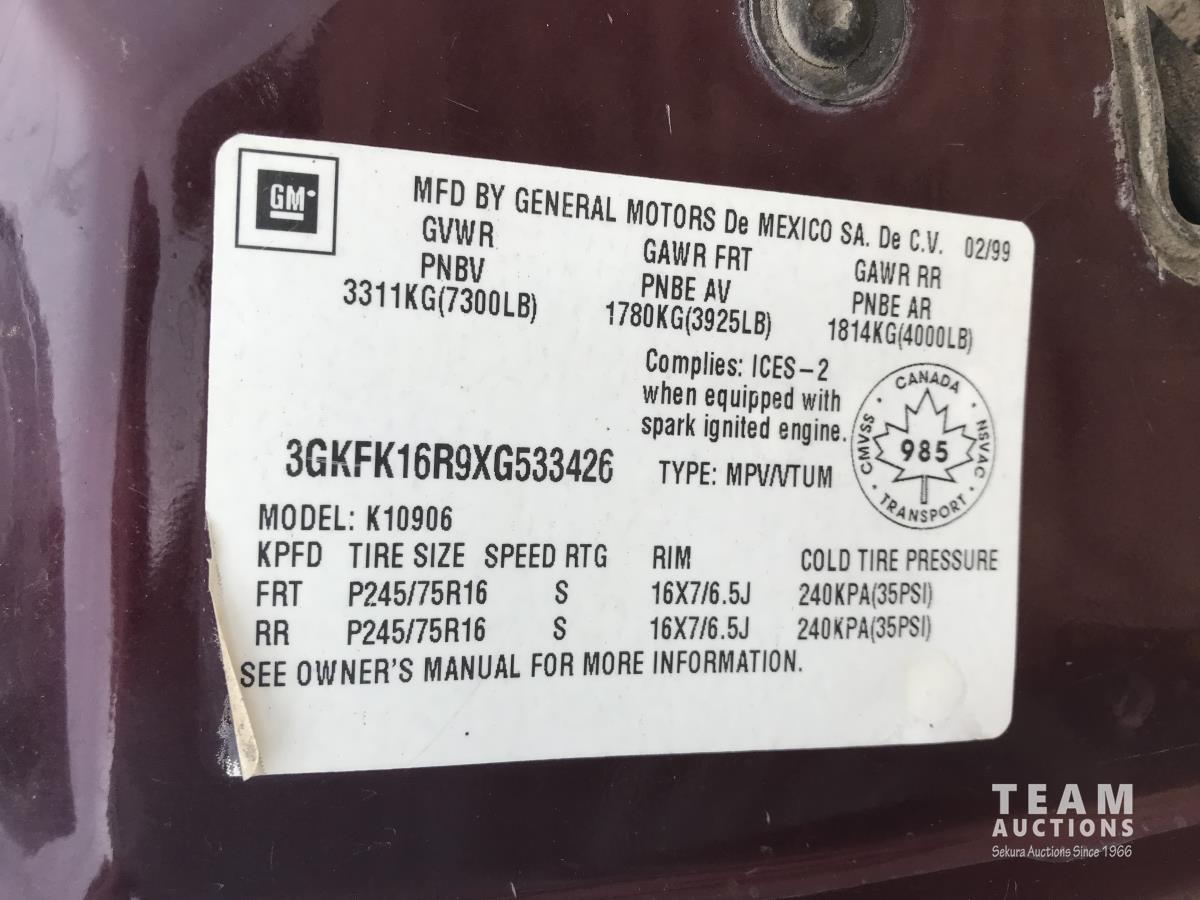 GM
MFD BY GENERAL MOTORS De MEXICO SA. De C.V. 02/99
GVWR GAWR FRT GAWR RR
PNBV PNBE AV PNBE AR
3311KG(7300LB) 1780KG(3925LB) 1814KG(4000LB)
Complies: ICES-2
when equipped with
spark ignited engine.
CANADA
CMVSS 985 NSVAC
TRANSPORT
3GKFK16R9XG533426 TYPE: MPV/VTUM
MODEL: K10906
KPFD TIRE SIZE SPEED RTG RIM COLD TIRE PRESSURE
FRT P245/75R16 S 16X7/6.5J 240KPA(35PSI)
RR P245/75R16 S 16X7/6.5J 240KPA(35PSI)
SEE OWNER'S MANUAL FOR MORE INFORMATION.
TEAM
AUCTIONS
Sekura Auctions Since 1966